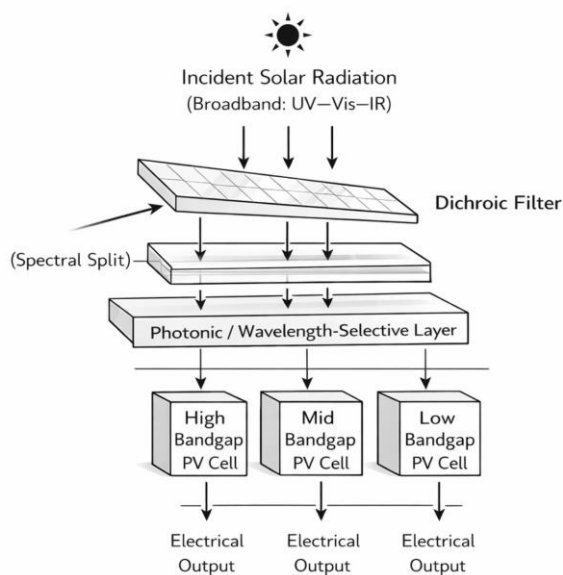 Incident Solar Radiation
(Broadband: UV—Vis—IR)
Dichroic Filter
(Spectral Split)
Photonic / Wavelength-Selective Layer
High
Bandgap
PV Cell
Mid
Bandgap
PV Cell
Low
Bandgap
PV Cell
Electrical
Output
Electrical
Output
Electrical
Output